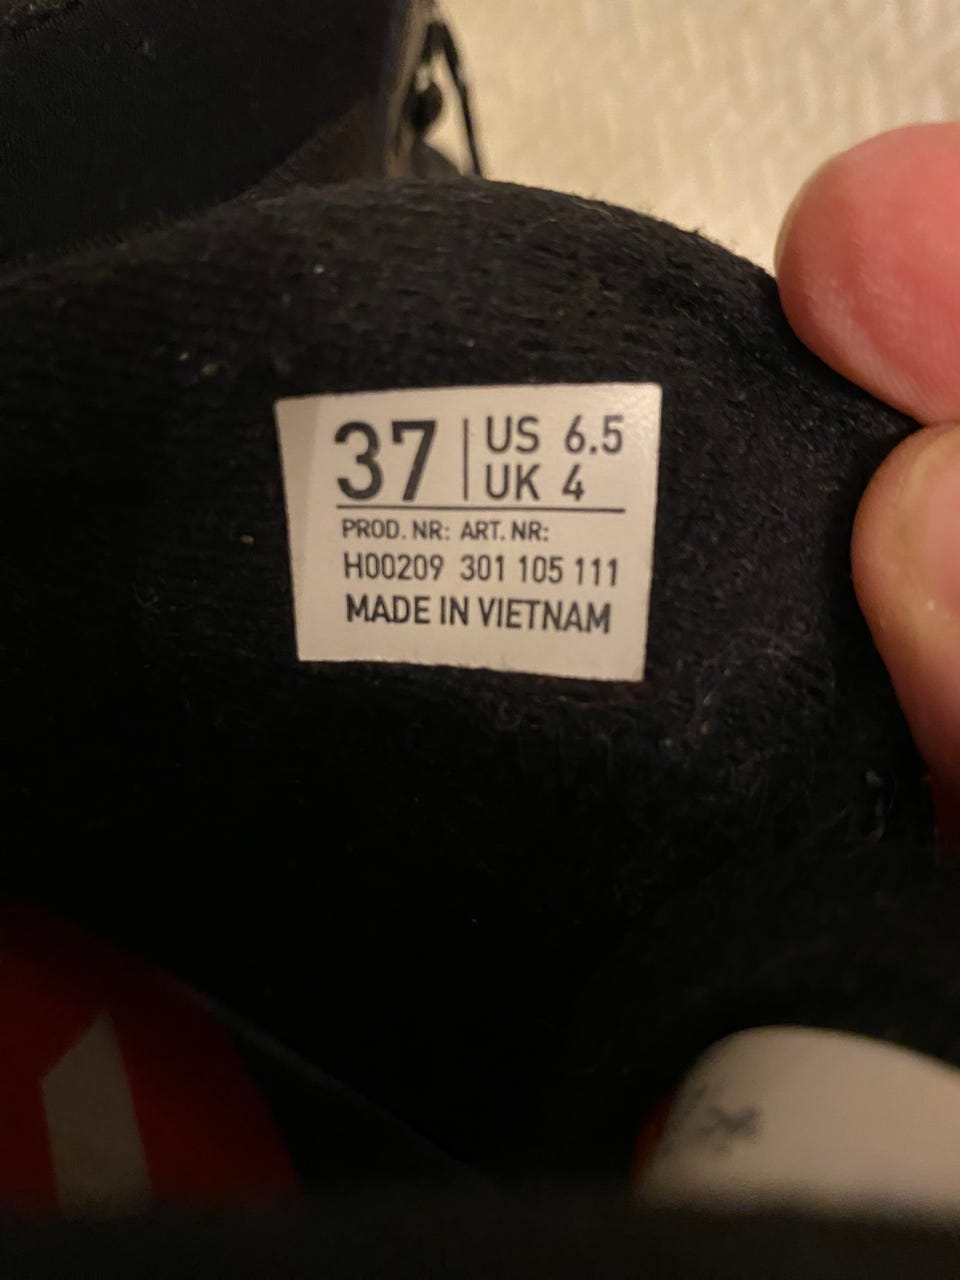 37 | US 6.5
UK 4
PROD. NR: ART. NR:
H00209 301 105 111
MADE IN VIETNAM